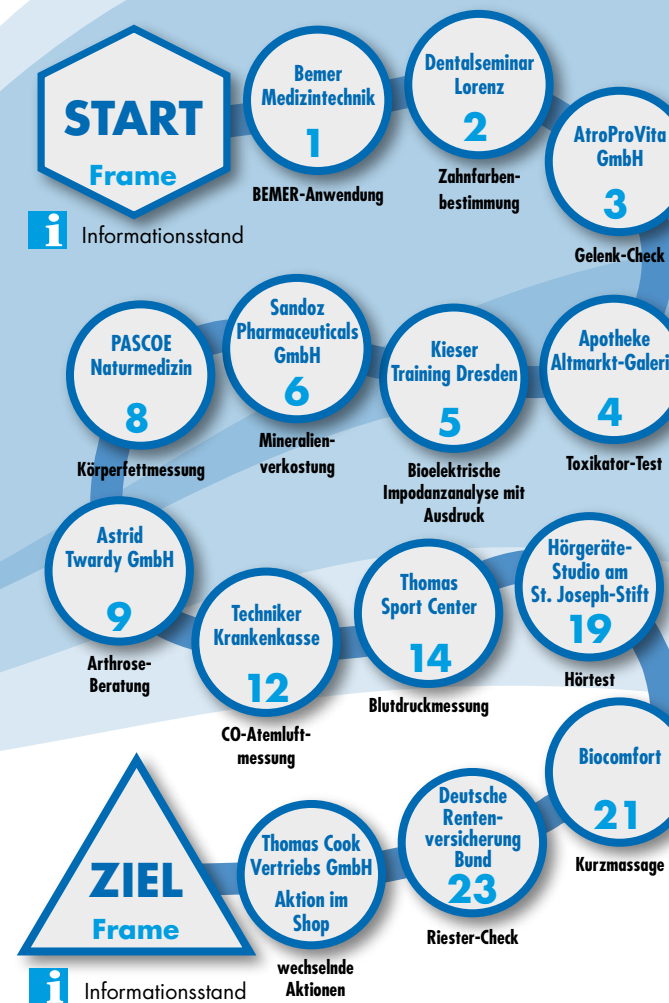 START
Frame
i Informationsstand
Bemer
Medizintechnik
1
BEMER-Anwendung
Dentalseminar
Lorenz
2
Zahnfarben-
bestimmung
AtroProVita
GmbH
3
Gelenk-Check
Apotheke
Altmarkt-Galeri
4
Toxikator-Test
Kieser
Training Dresden
5
Bioelektrische
Impodanzanalyse mit
Ausdruck
Sandoz
Pharmaceuticals
GmbH
6
Mineralien-
verkostung
PASCOE
Naturmedizin
8
Körperfettmessung
Astrid
Twardy GmbH
9
Arthrose-
Beratung
Techniker
Krankenkasse
12
CO-Atemluft-
messung
Thomas
Sport Center
14
Blutdruckmessung
Hörgeräte-
Studio am
St. Joseph-Stift
19
Hörtest
Biocomfort
21
Kurzmassage
Deutsche
Renten-
versicherung
Bund
23
Riester-Check
Thomas Cook
Vertriebs GmbH
Aktion im
Shop
wechselnde
Aktionen
ZIEL
Frame
i Informationsstand